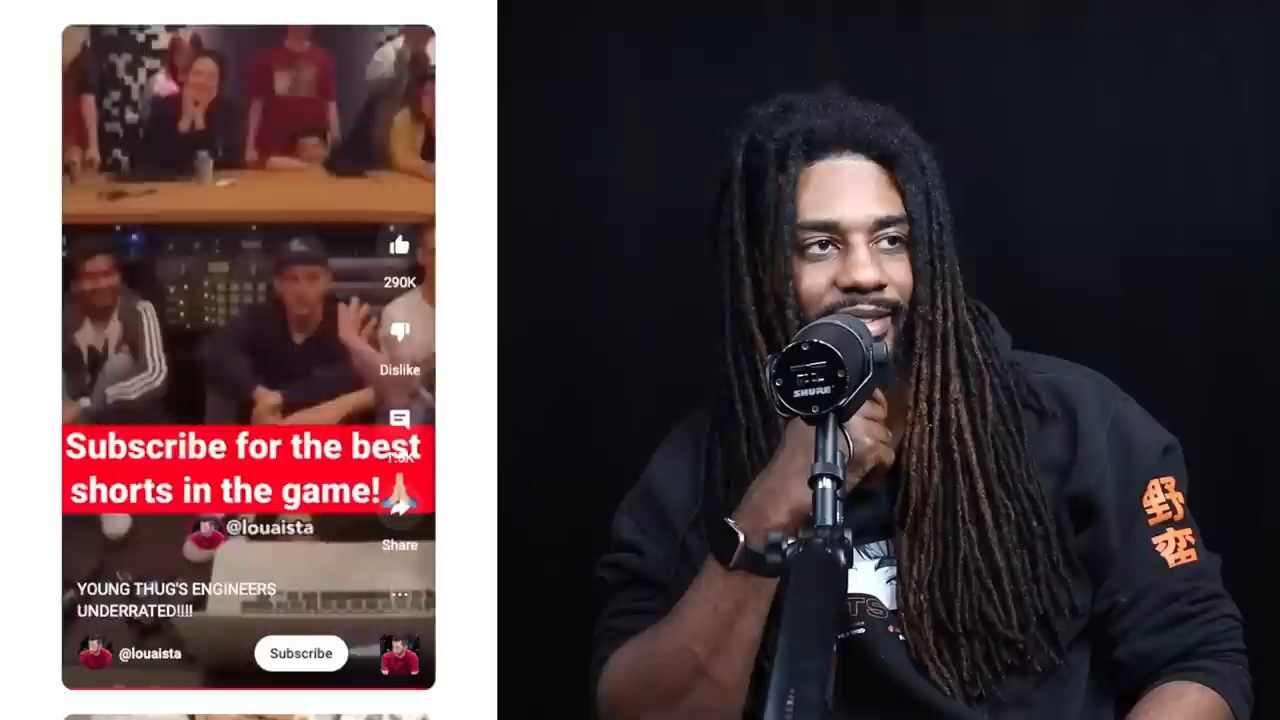 290K
Dislike
Subscribe for the best
shorts in the game!🙏🏻
@louaista
Share
YOUNG THUG'S ENGINEERS
UNDERRATED!!!!
@louaista
Subscribe
SHURE
野
蛮